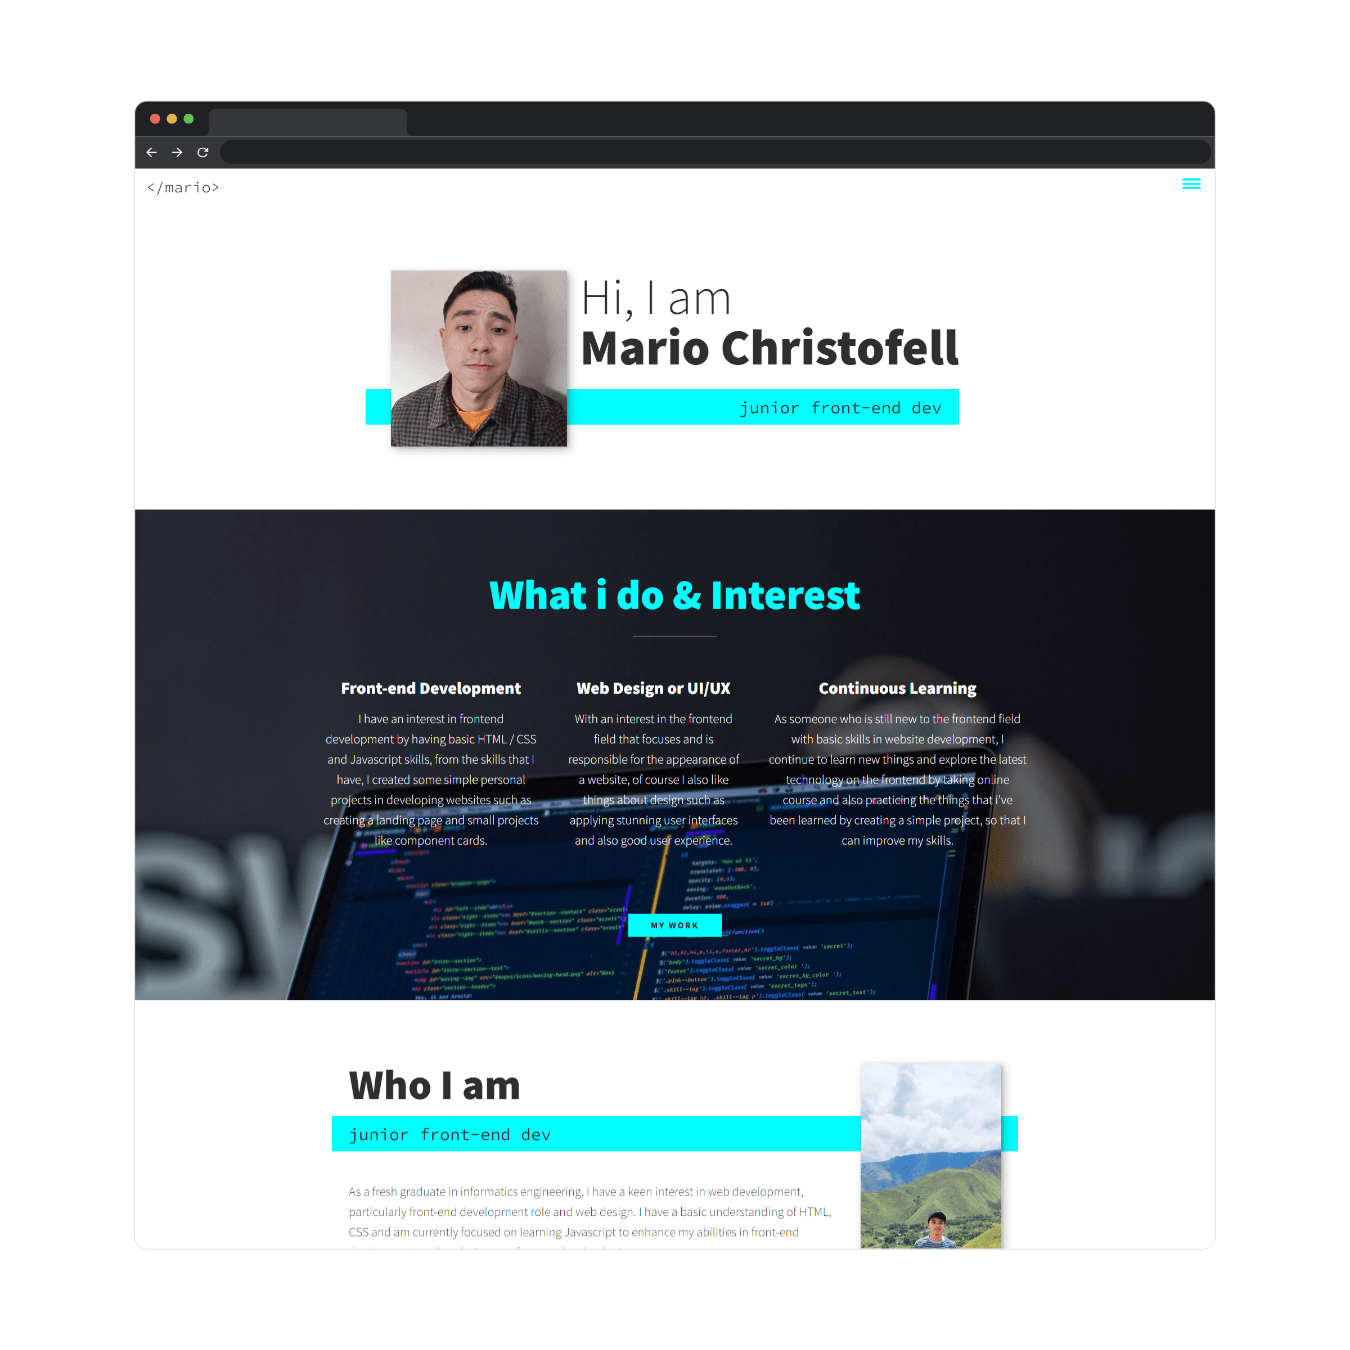 </mario>
Hi, I am
Mario Christofell
junior front-end dev
What i do & Interest
Front-end Development
I have an interest in frontend
development by having basic HTML / CSS
and Javascript skills, from the skills that I
have, I created some simple personal
projects in developing websites such as
creating a landing page and small projects
like component cards.
Web Design or UI/UX
With an interest in the frontend
field that focuses and is
responsible for the appearance of
a website, of course I also like
things about design such as
applying stunning user interfaces
and also good user experience.
Continuous Learning
As someone who is still new to the frontend field
with basic skills in website development, I
continue to learn new things and explore the latest
technology on the frontend by taking online
course and also practicing the things that i've
been learned by creating a simple project, so that I
can improve my skills.
MY WORK
Who I am
junior front-end dev
As a fresh graduate in informatics engineering, I have a keen interest in web development,
particularly front-end development role and web design. I have a basic understanding of HTML,
CSS and am currently focused on learning Javascript to enhance my abilities in front-end